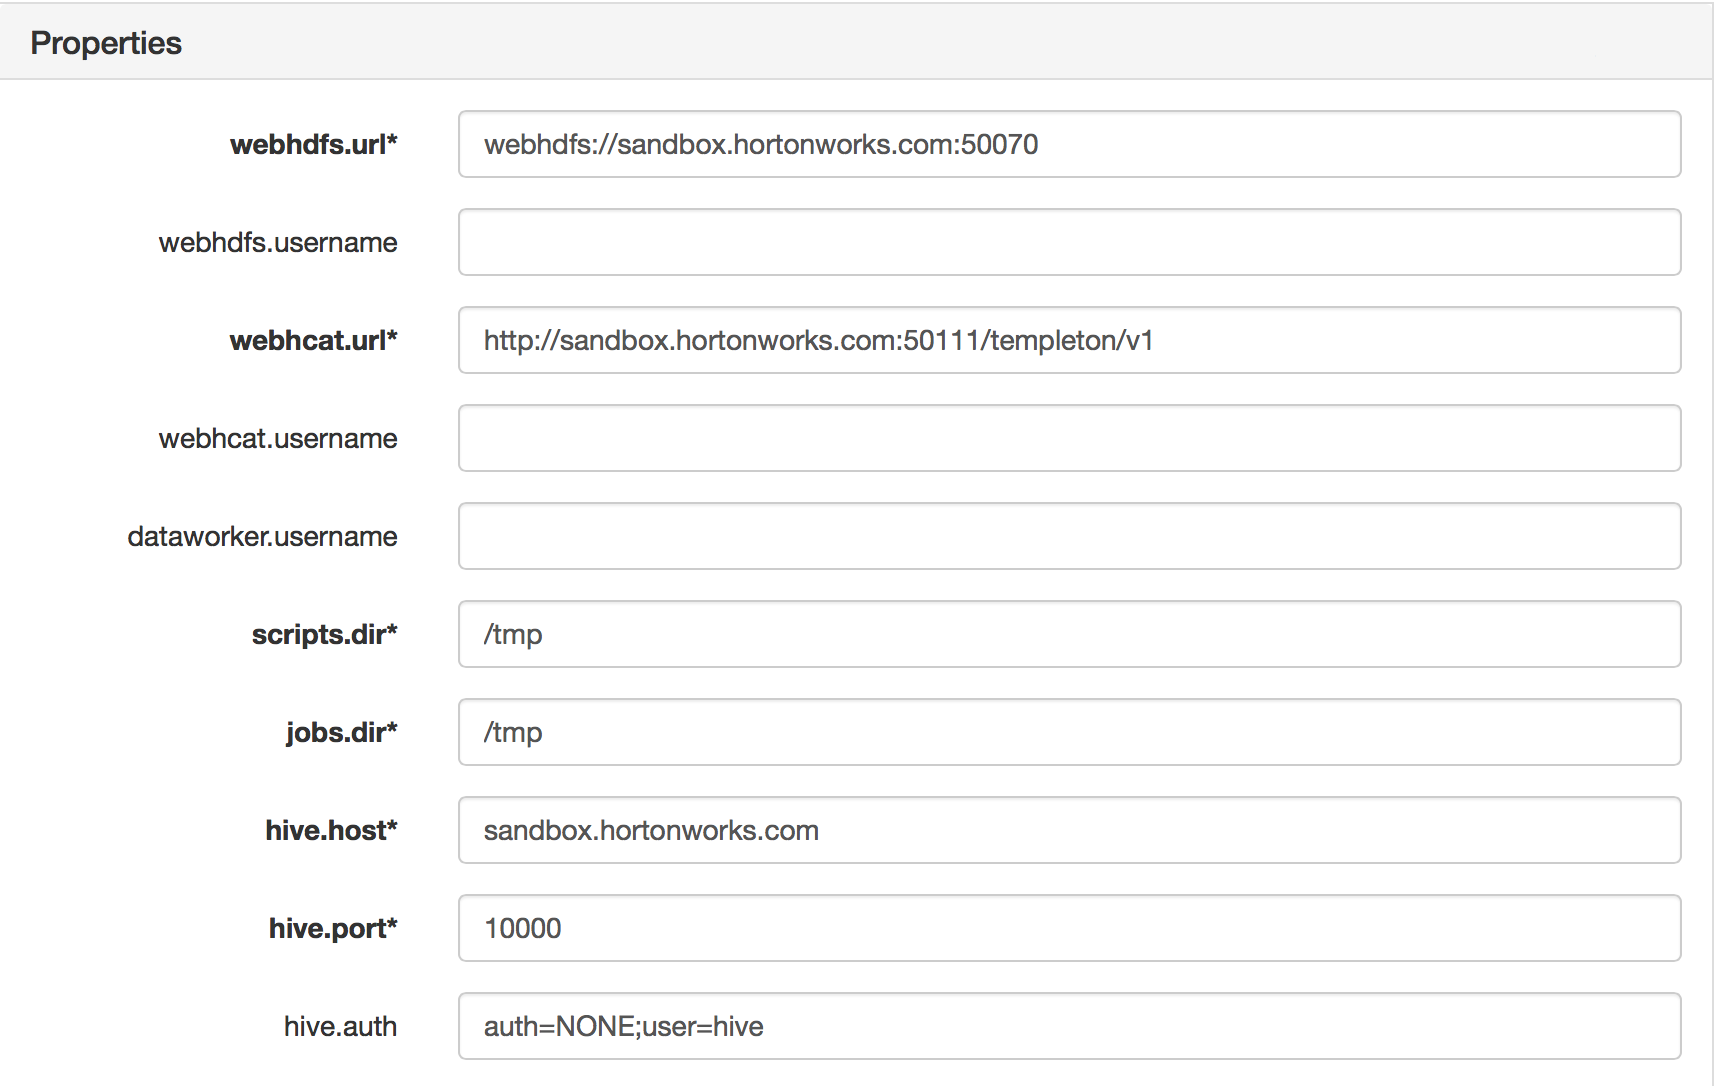 Properties
webhdfs.url* webhdfs://sandbox.hortonworks.com:50070
webhdfs.username
webhcat.url* http://sandbox.hortonworks.com:50111/templeton/v1
webhcat.username
dataworker.username
scripts.dir* /tmp
jobs.dir* /tmp
hive.host* sandbox.hortonworks.com
hive.port* 10000
hive.auth auth=NONE;user=hive